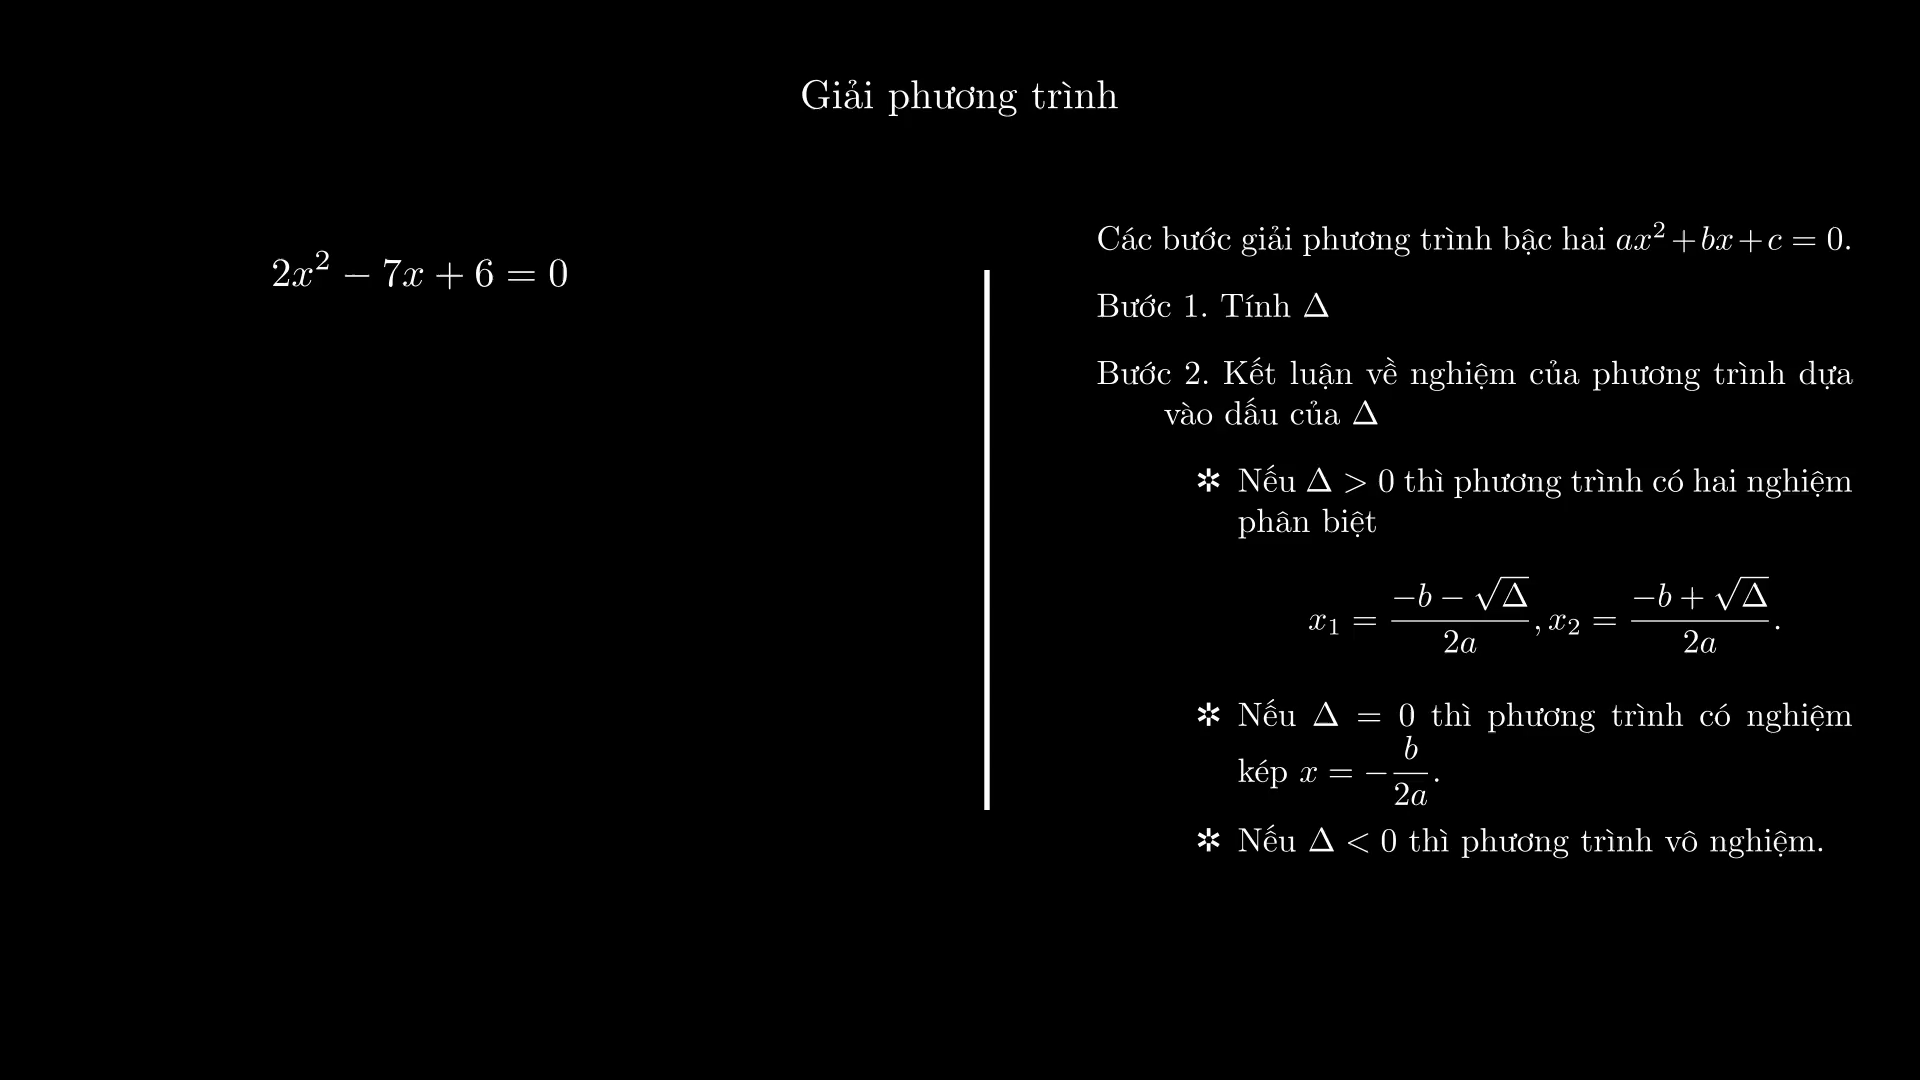 Giải phương trình
2x² − 7x + 6 = 0
Các bước giải phương trình bậc hai ax² + bx + c = 0.
Bước 1. Tính Δ
Bước 2. Kết luận về nghiệm của phương trình dựa
vào dấu của Δ
✲ Nếu Δ > 0 thì phương trình có hai nghiệm
phân biệt
x₁ = (−b − √Δ)/(2a), x₂ = (−b + √Δ)/(2a).
✲ Nếu Δ = 0 thì phương trình có nghiệm
kép x = −b/(2a).
✲ Nếu Δ < 0 thì phương trình vô nghiệm.